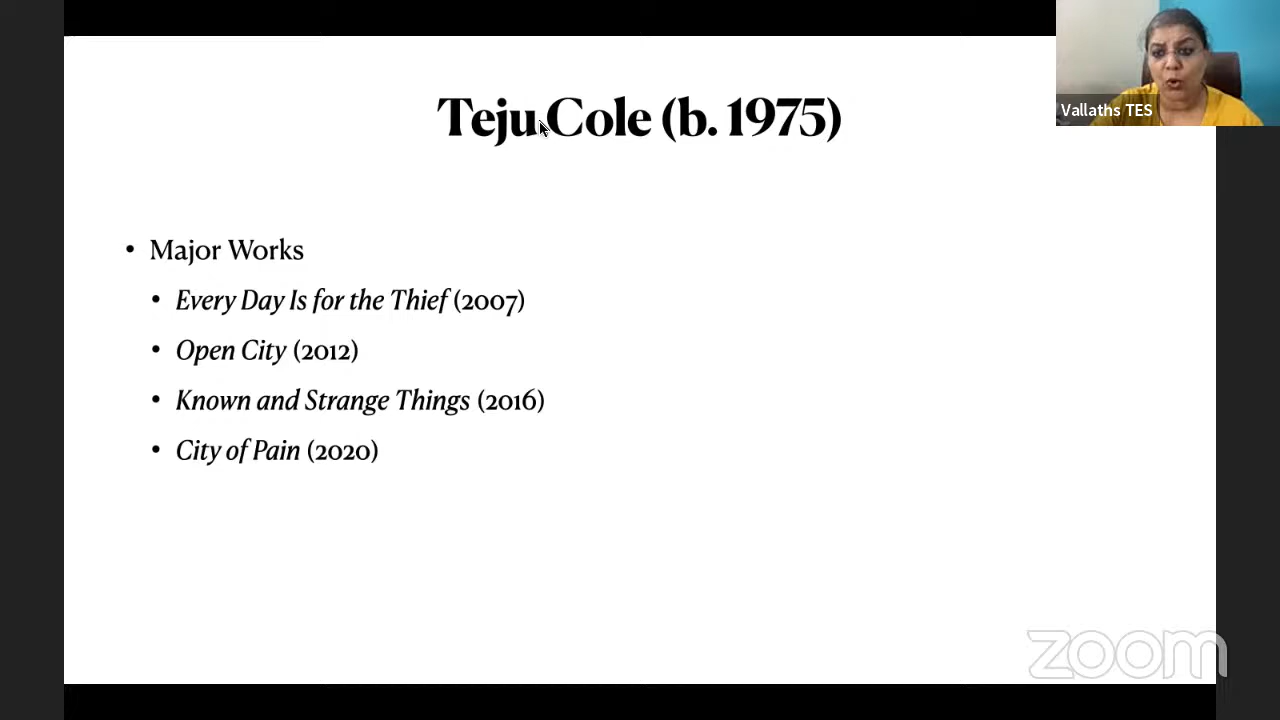 Vallaths TES
Teju Cole (b. 1975)
• Major Works
• Every Day Is for the Thief (2007)
• Open City (2012)
• Known and Strange Things (2016)
• City of Pain (2020)
zoom